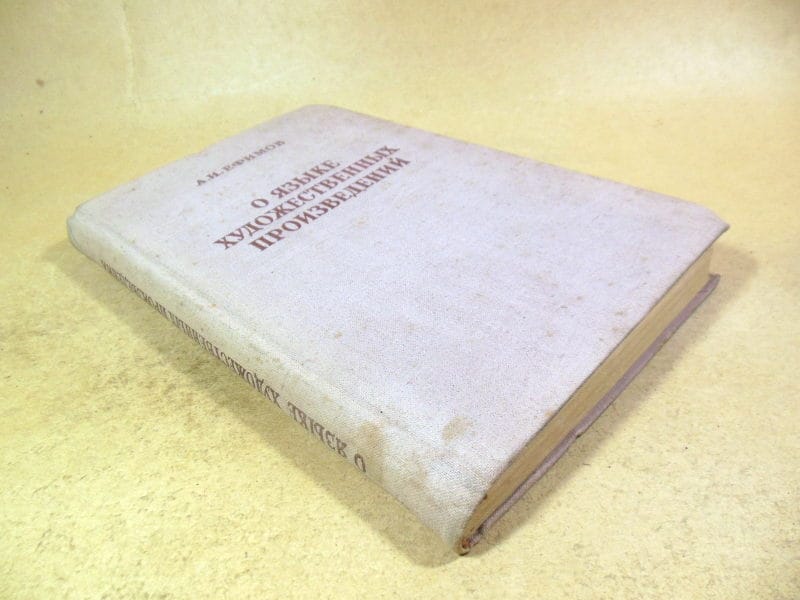 А.И. ЕФИМОВ
О ЯЗЫКЕ
ХУДОЖЕСТВЕННЫХ
ПРОИЗВЕДЕНИЙ
О ЯЗЫКЕ ХУДОЖЕСТВЕННЫХ ПРОИЗВЕДЕНИЙ